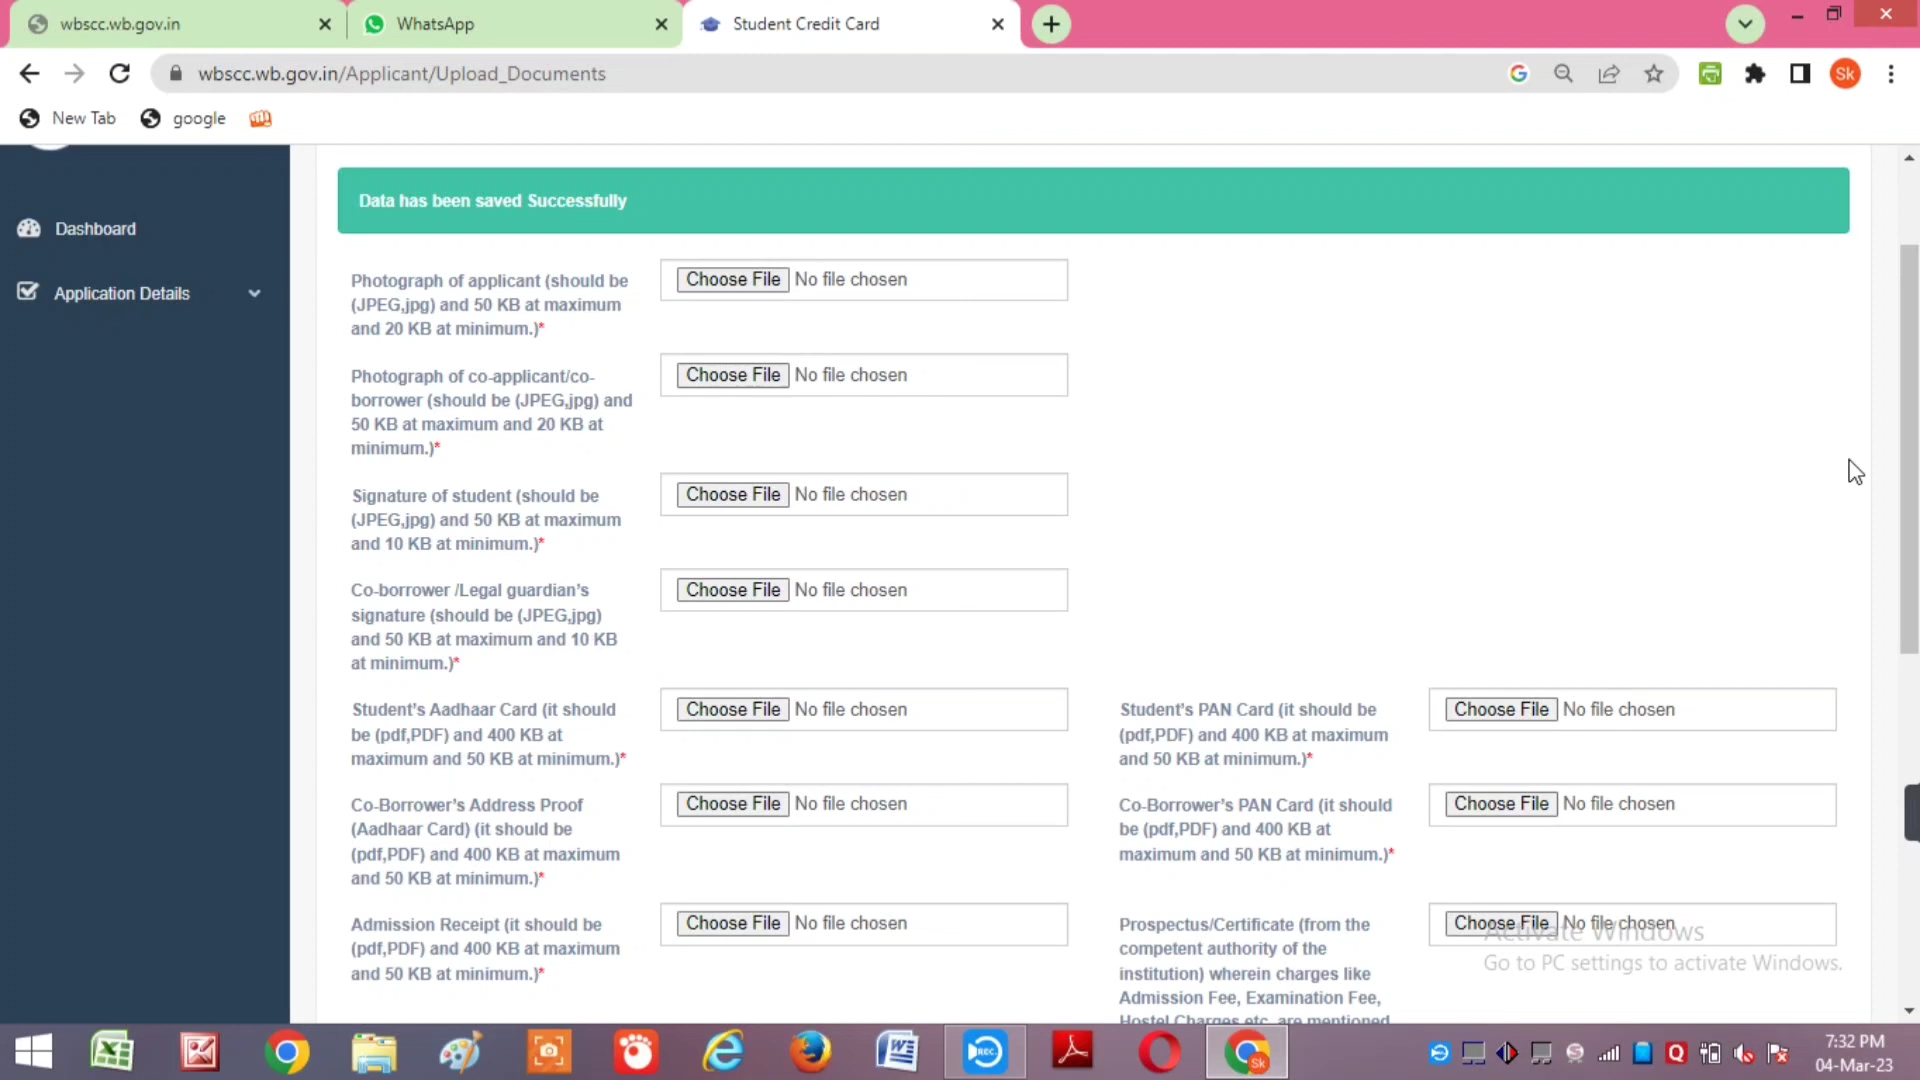 wbscc.wb.gov.in
WhatsApp
Student Credit Card
wbscc.wb.gov.in/Applicant/Upload_Documents
Sk
New Tab
google
Data has been saved Successfully
Dashboard
Application Details
Photograph of applicant (should be
(JPEG,jpg) and 50 KB at maximum
and 20 KB at minimum.)*
Choose File No file chosen
Photograph of co-applicant/co-
borrower (should be (JPEG,jpg) and
50 KB at maximum and 20 KB at
minimum.)*
Choose File No file chosen
Signature of student (should be
(JPEG,jpg) and 50 KB at maximum
and 10 KB at minimum.)*
Choose File No file chosen
Co-borrower /Legal guardian's
signature (should be (JPEG,jpg)
and 50 KB at maximum and 10 KB
at minimum.)*
Choose File No file chosen
Student's Aadhaar Card (it should
be (pdf,PDF) and 400 KB at
maximum and 50 KB at minimum.)*
Choose File No file chosen
Student's PAN Card (it should be
(pdf,PDF) and 400 KB at maximum
and 50 KB at minimum.)*
Choose File No file chosen
Co-Borrower's Address Proof
(Aadhaar Card) (it should be
(pdf,PDF) and 400 KB at maximum
and 50 KB at minimum.)*
Choose File No file chosen
Co-Borrower's PAN Card (it should
be (pdf,PDF) and 400 KB at
maximum and 50 KB at minimum.)*
Choose File No file chosen
Admission Receipt (it should be
(pdf,PDF) and 400 KB at maximum
and 50 KB at minimum.)*
Choose File No file chosen
Prospectus/Certificate (from the
competent authority of the
institution) wherein charges like
Admission Fee, Examination Fee,
Hostel Charges etc. are mentioned
Choose File No file chosen
Activate Windows
Go to PC settings to activate Windows.
REC
Sk
7:32 PM
04-Mar-23